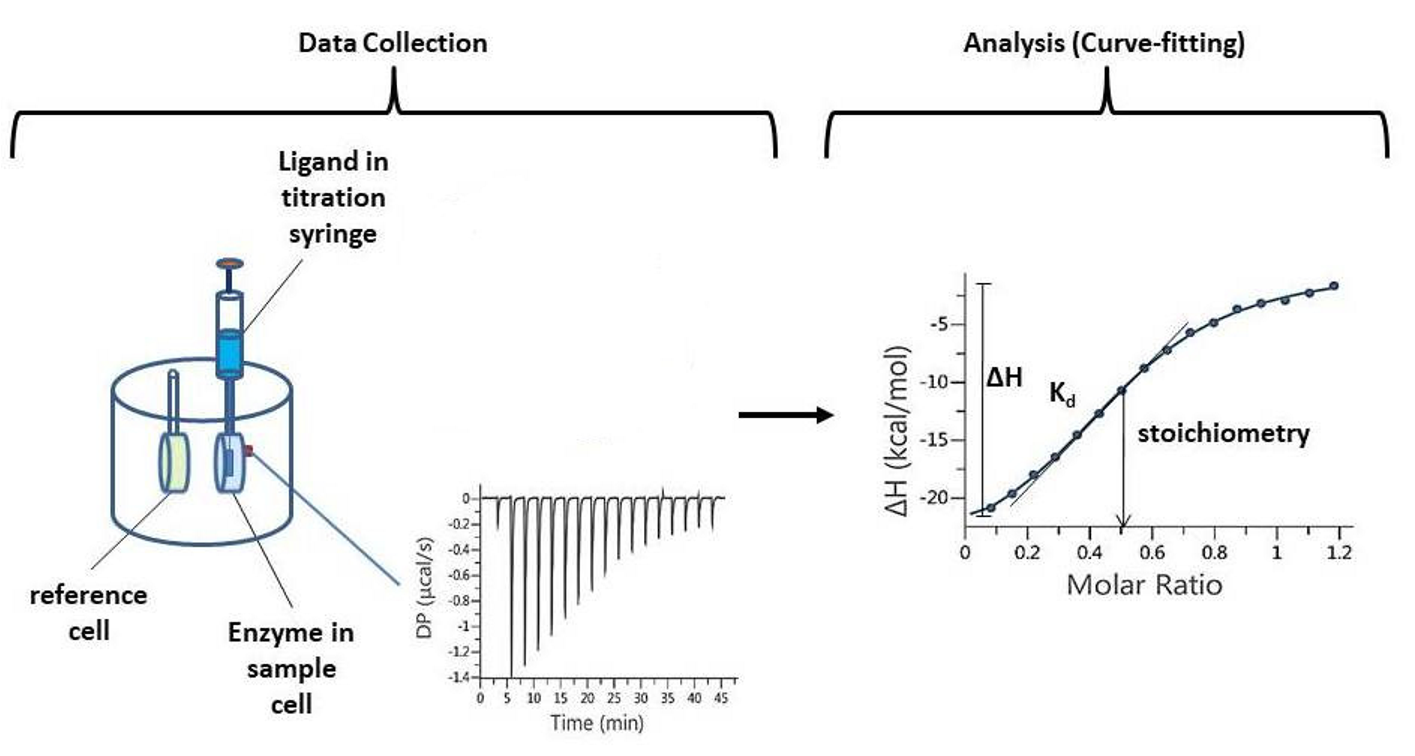 Data Collection
Analysis (Curve-fitting)
Ligand in
titration
syringe
reference
cell
Enzyme in
sample
cell
DP (μcal/s)
0
-0.2
-0.4
-0.6
-0.8
-1
-1.2
-1.4
0 5 10 15 20 25 30 35 40 45
Time (min)
ΔH (kcal/mol)
-5
-10
-15
-20
ΔH
Kd
stoichiometry
0 0.2 0.4 0.6 0.8 1 1.2
Molar Ratio